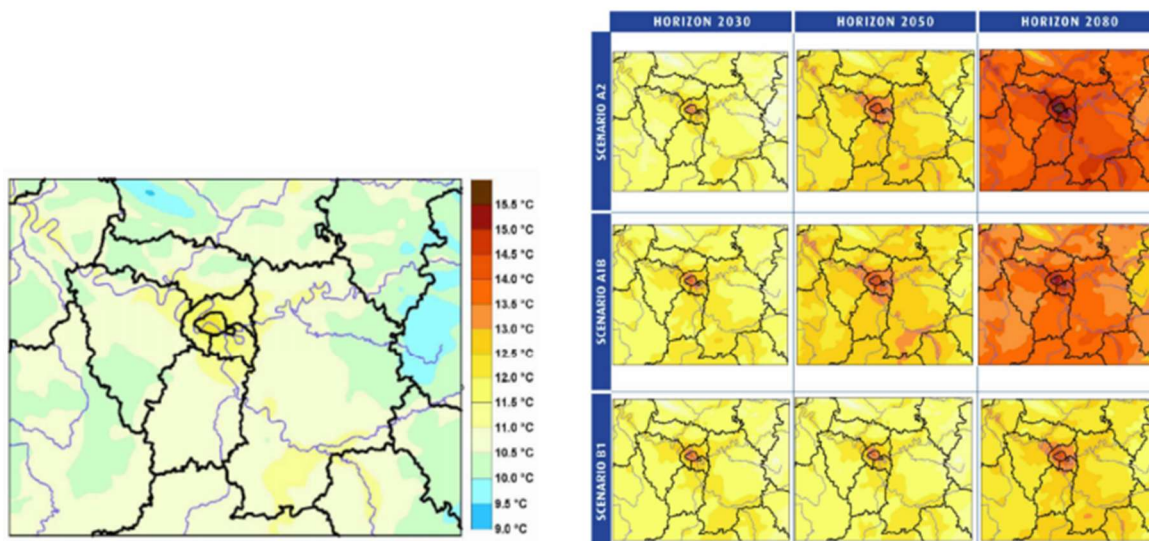 HORIZON 2030
HORIZON 2050
HORIZON 2080
SCENARIO A2
SCENARIO A1B
SCENARIO B1
15.5 °C
15.0 °C
14.5 °C
14.0 °C
13.5 °C
13.0 °C
12.5 °C
12.0 °C
11.5 °C
11.0 °C
10.5 °C
10.0 °C
9.5 °C
9.0 °C